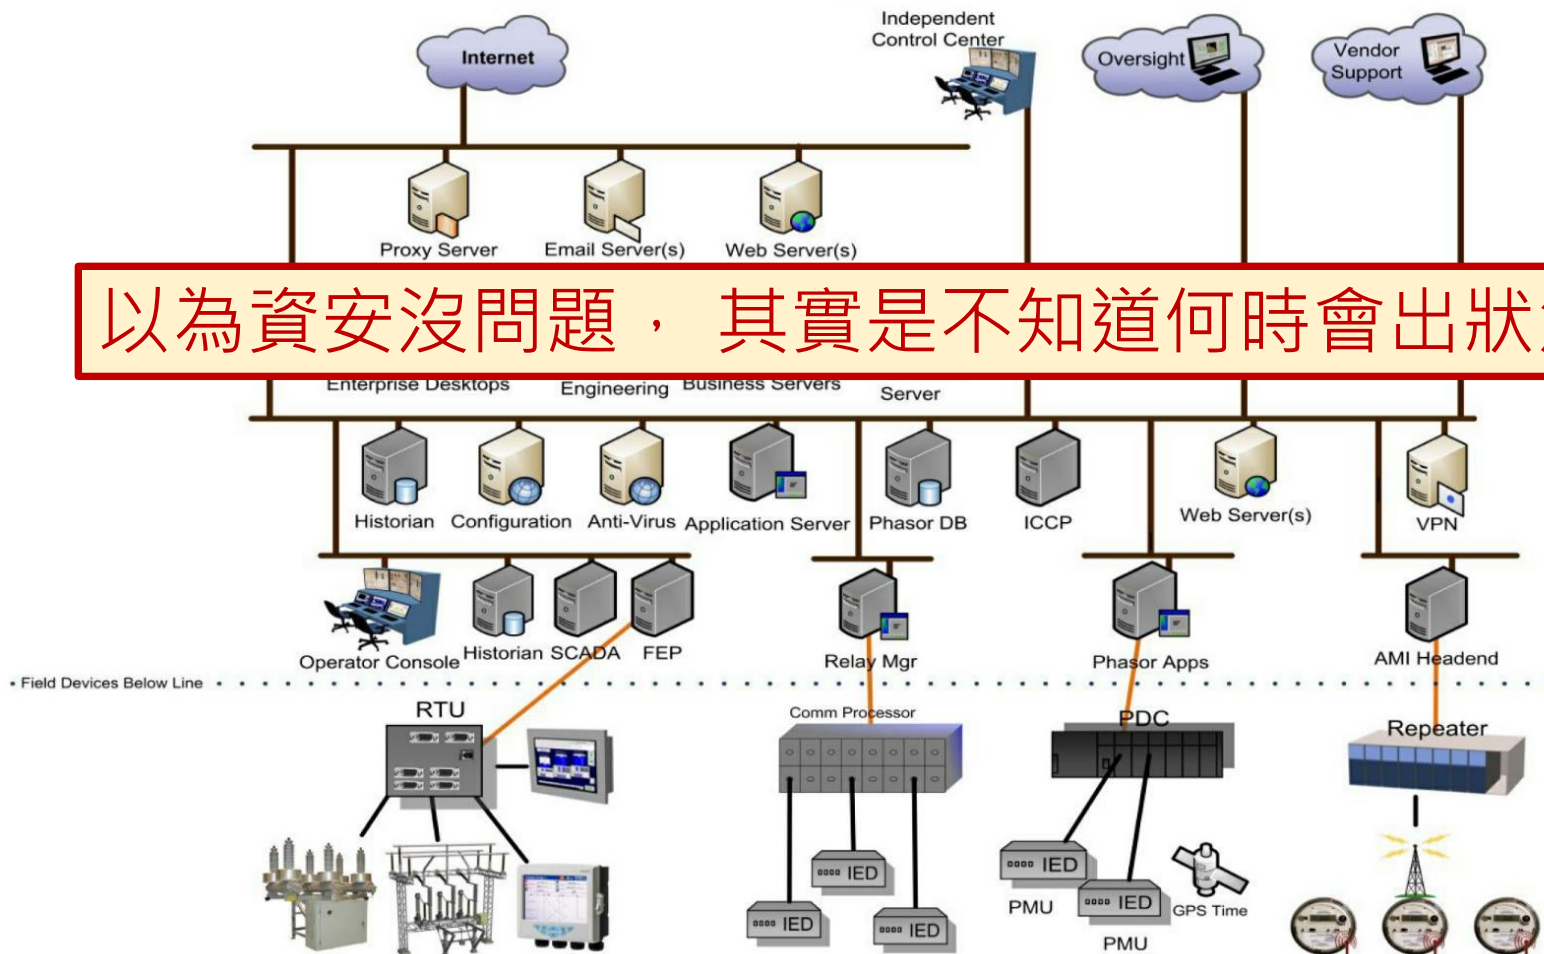 Independent
Control Center
Internet
Oversight
Vendor
Support
Proxy Server
Email Server(s)
Web Server(s)
以為資安沒問題， 其實是不知道何時會出狀
Enterprise Desktops
Engineering
Business Servers
Server
Historian
Configuration
Anti-Virus
Application Server
Phasor DB
ICCP
Web Server(s)
VPN
Operator Console
Historian
SCADA
FEP
Relay Mgr
Phasor Apps
AMI Headend
Field Devices Below Line
RTU
Comm Processor
PDC
Repeater
IED
IED
IED
IED
PMU
IED
PMU
GPS Time